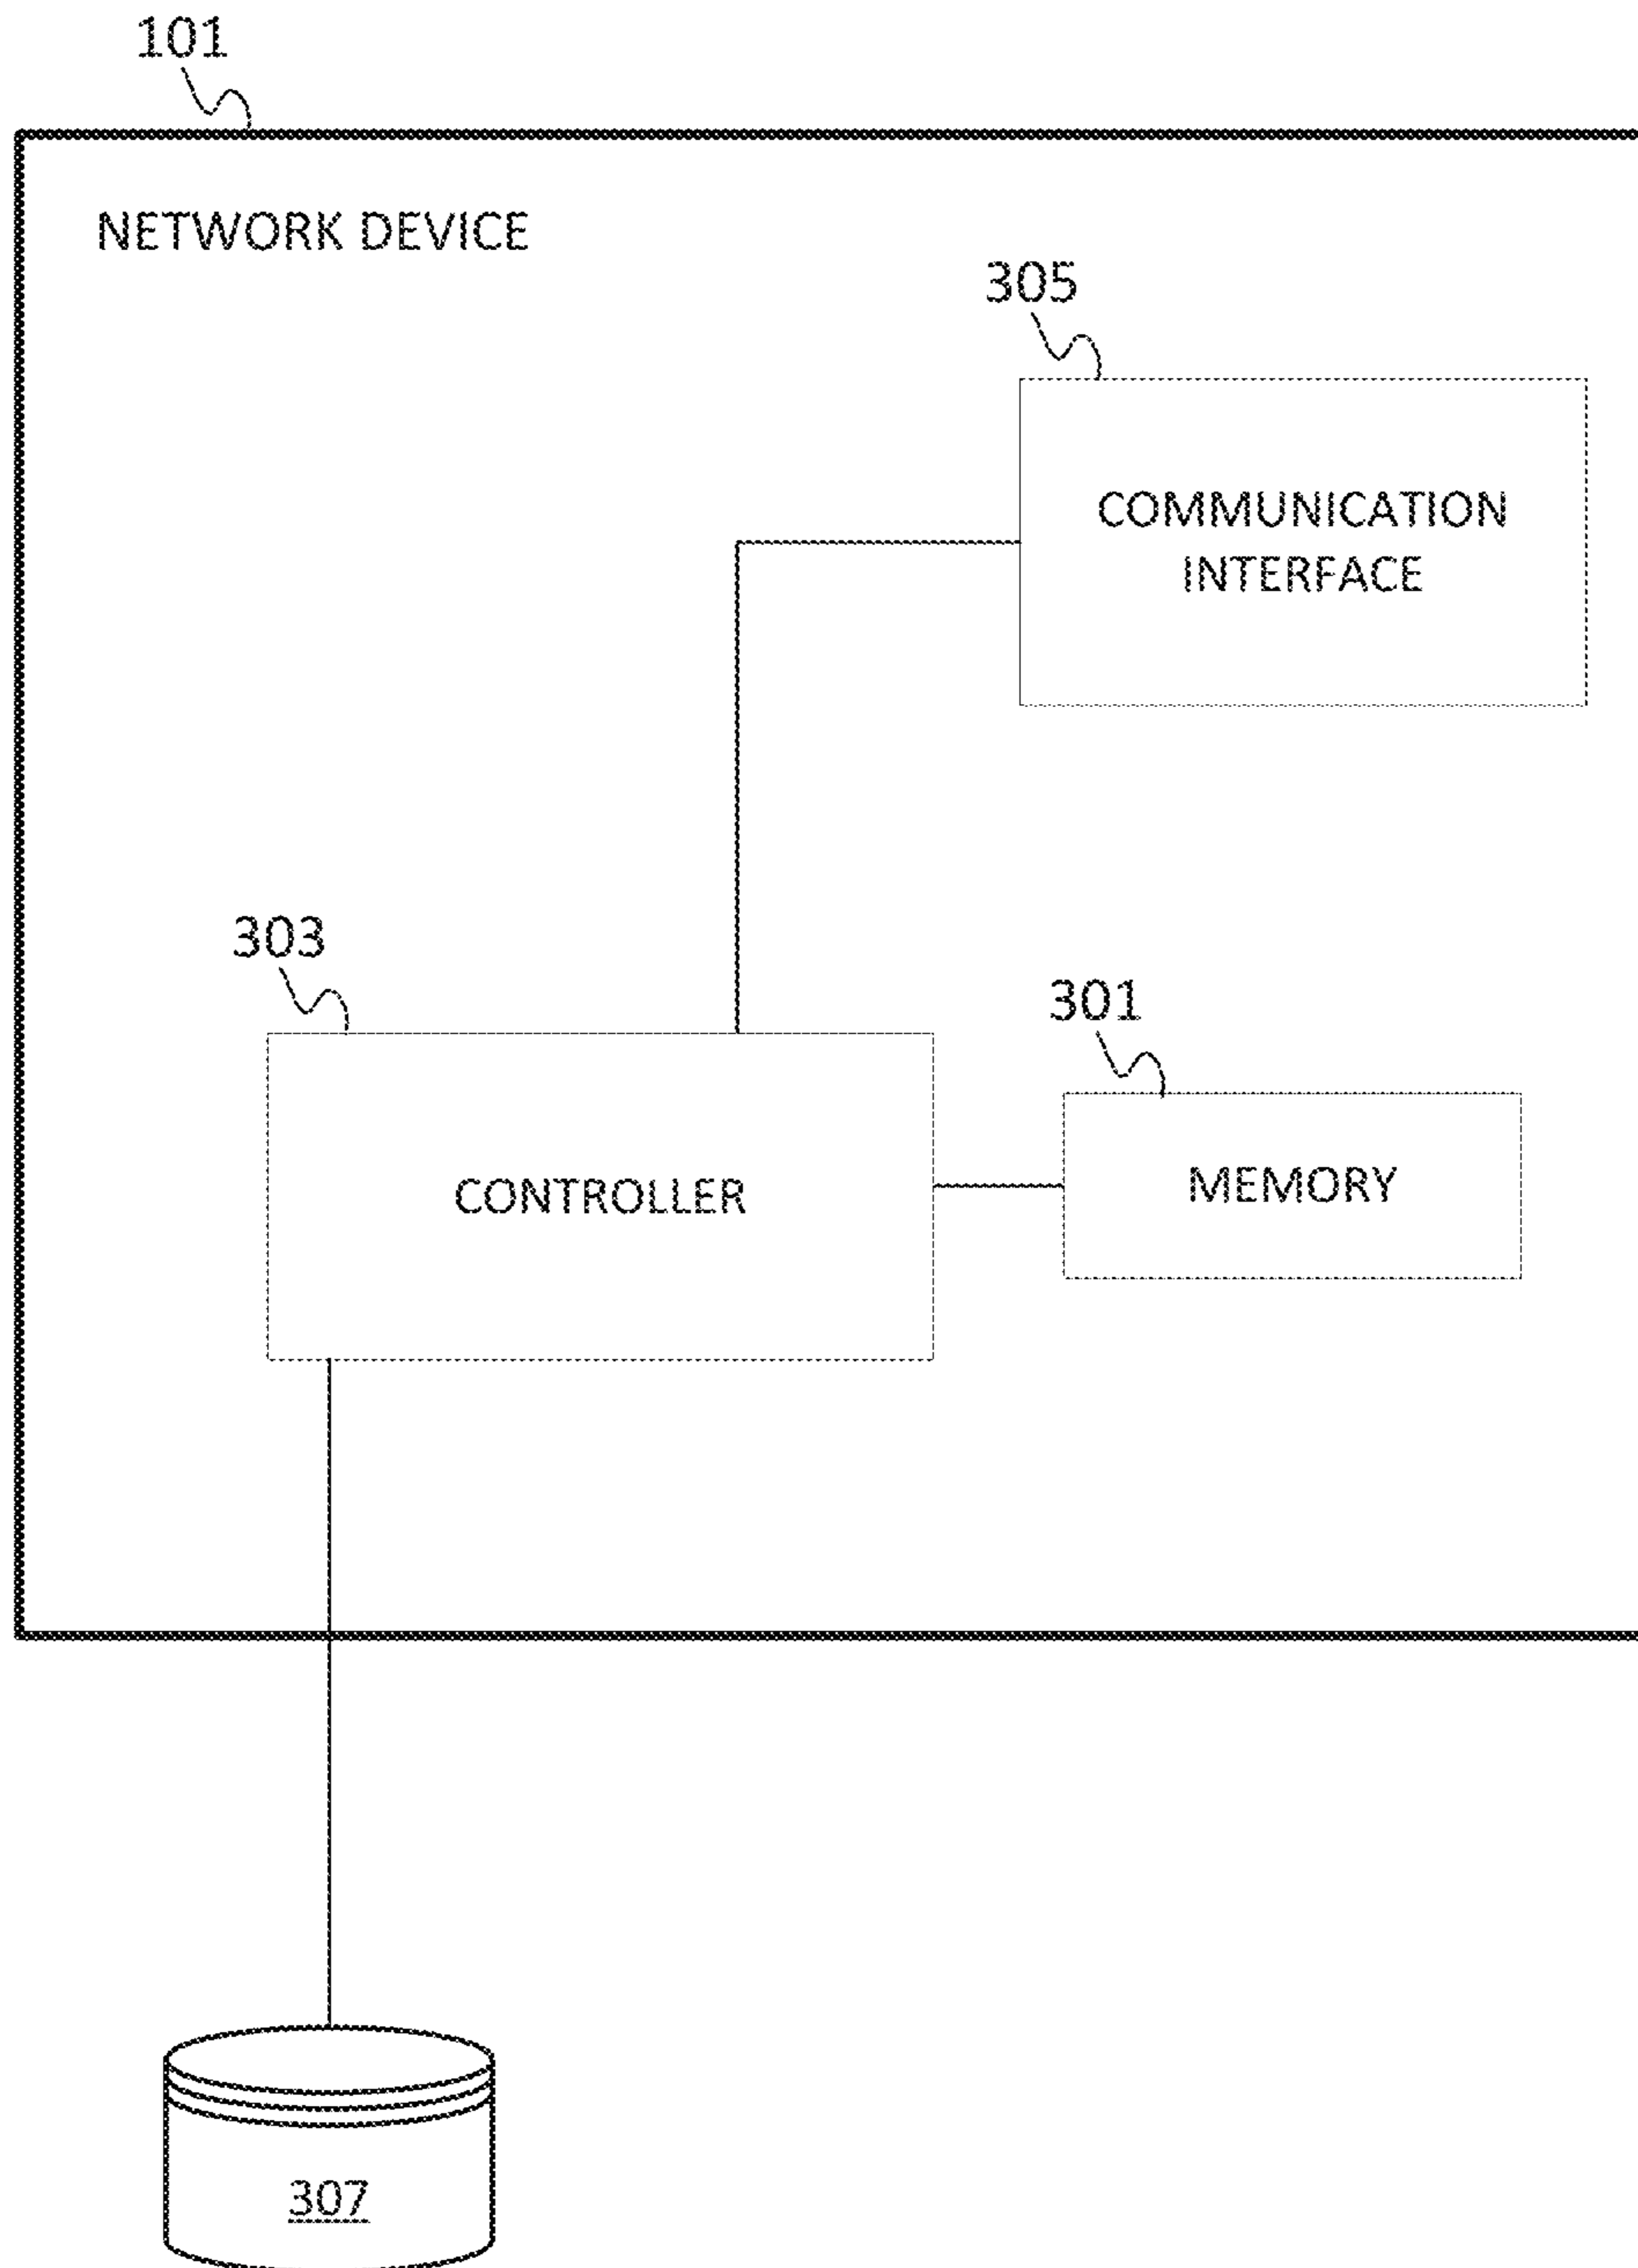 101
NETWORK DEVICE
305
COMMUNICATION
INTERFACE
303
301
CONTROLLER
MEMORY
307